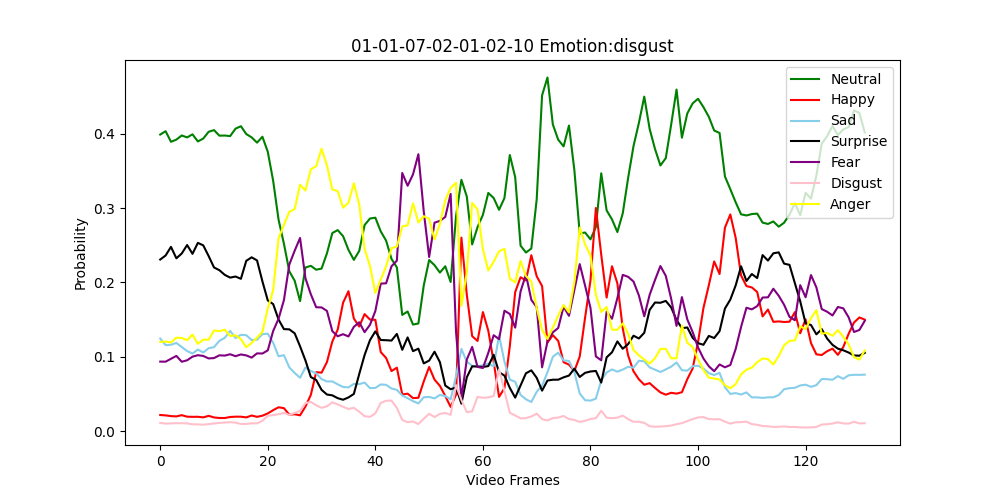 01-01-07-02-01-02-10 Emotion:disgust
Neutral
Happy
Sad
Surprise
Fear
Disgust
Anger
Probability
0.4
0.3
0.2
0.1
0.0
0 20 40 60 80 100 120
Video Frames